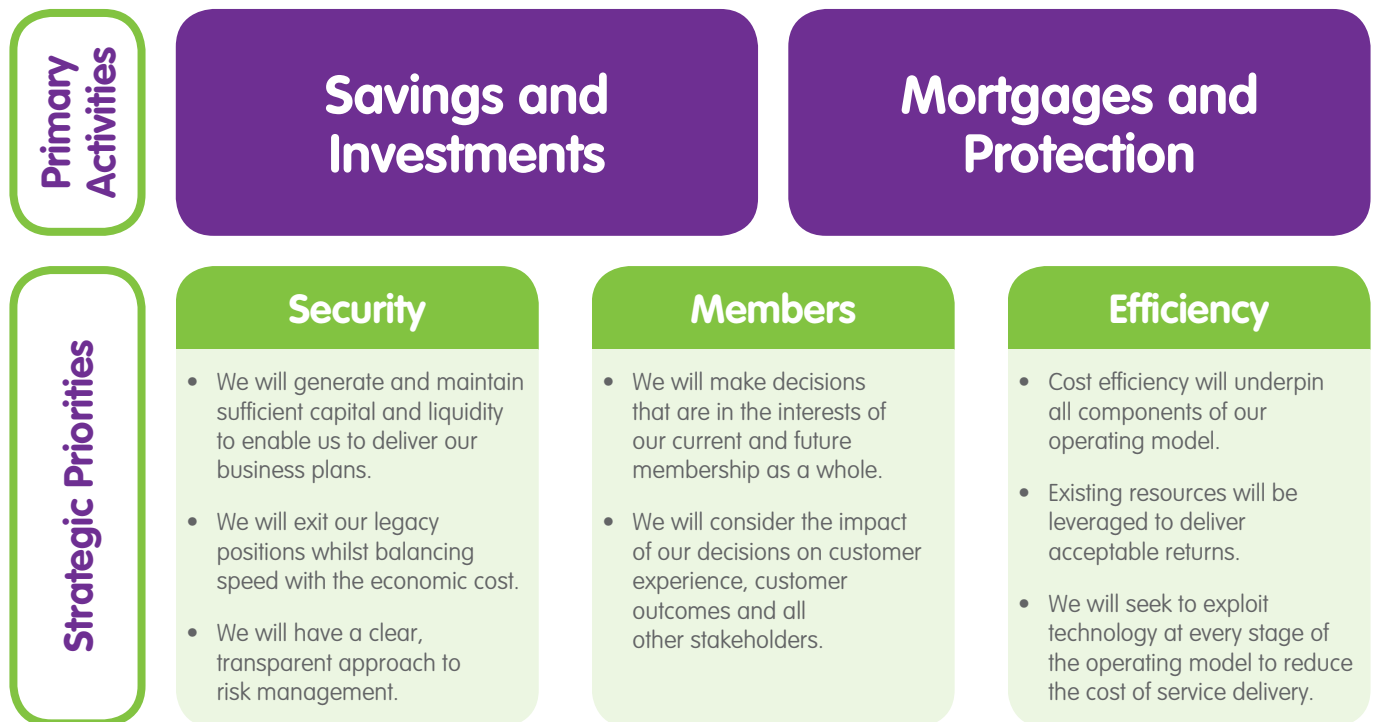 Primary
Activities
Savings and
Investments
Mortgages and
Protection
Strategic Priorities
Security
• We will generate and maintain
sufficient capital and liquidity
to enable us to deliver our
business plans.
• We will exit our legacy
positions whilst balancing
speed with the economic cost.
• We will have a clear,
transparent approach to
risk management.
Members
• We will make decisions
that are in the interests of
our current and future
membership as a whole.
• We will consider the impact
of our decisions on customer
experience, customer
outcomes and all
other stakeholders.
Efficiency
• Cost efficiency will underpin
all components of our
operating model.
• Existing resources will be
leveraged to deliver
acceptable returns.
• We will seek to exploit
technology at every stage of
the operating model to reduce
the cost of service delivery.